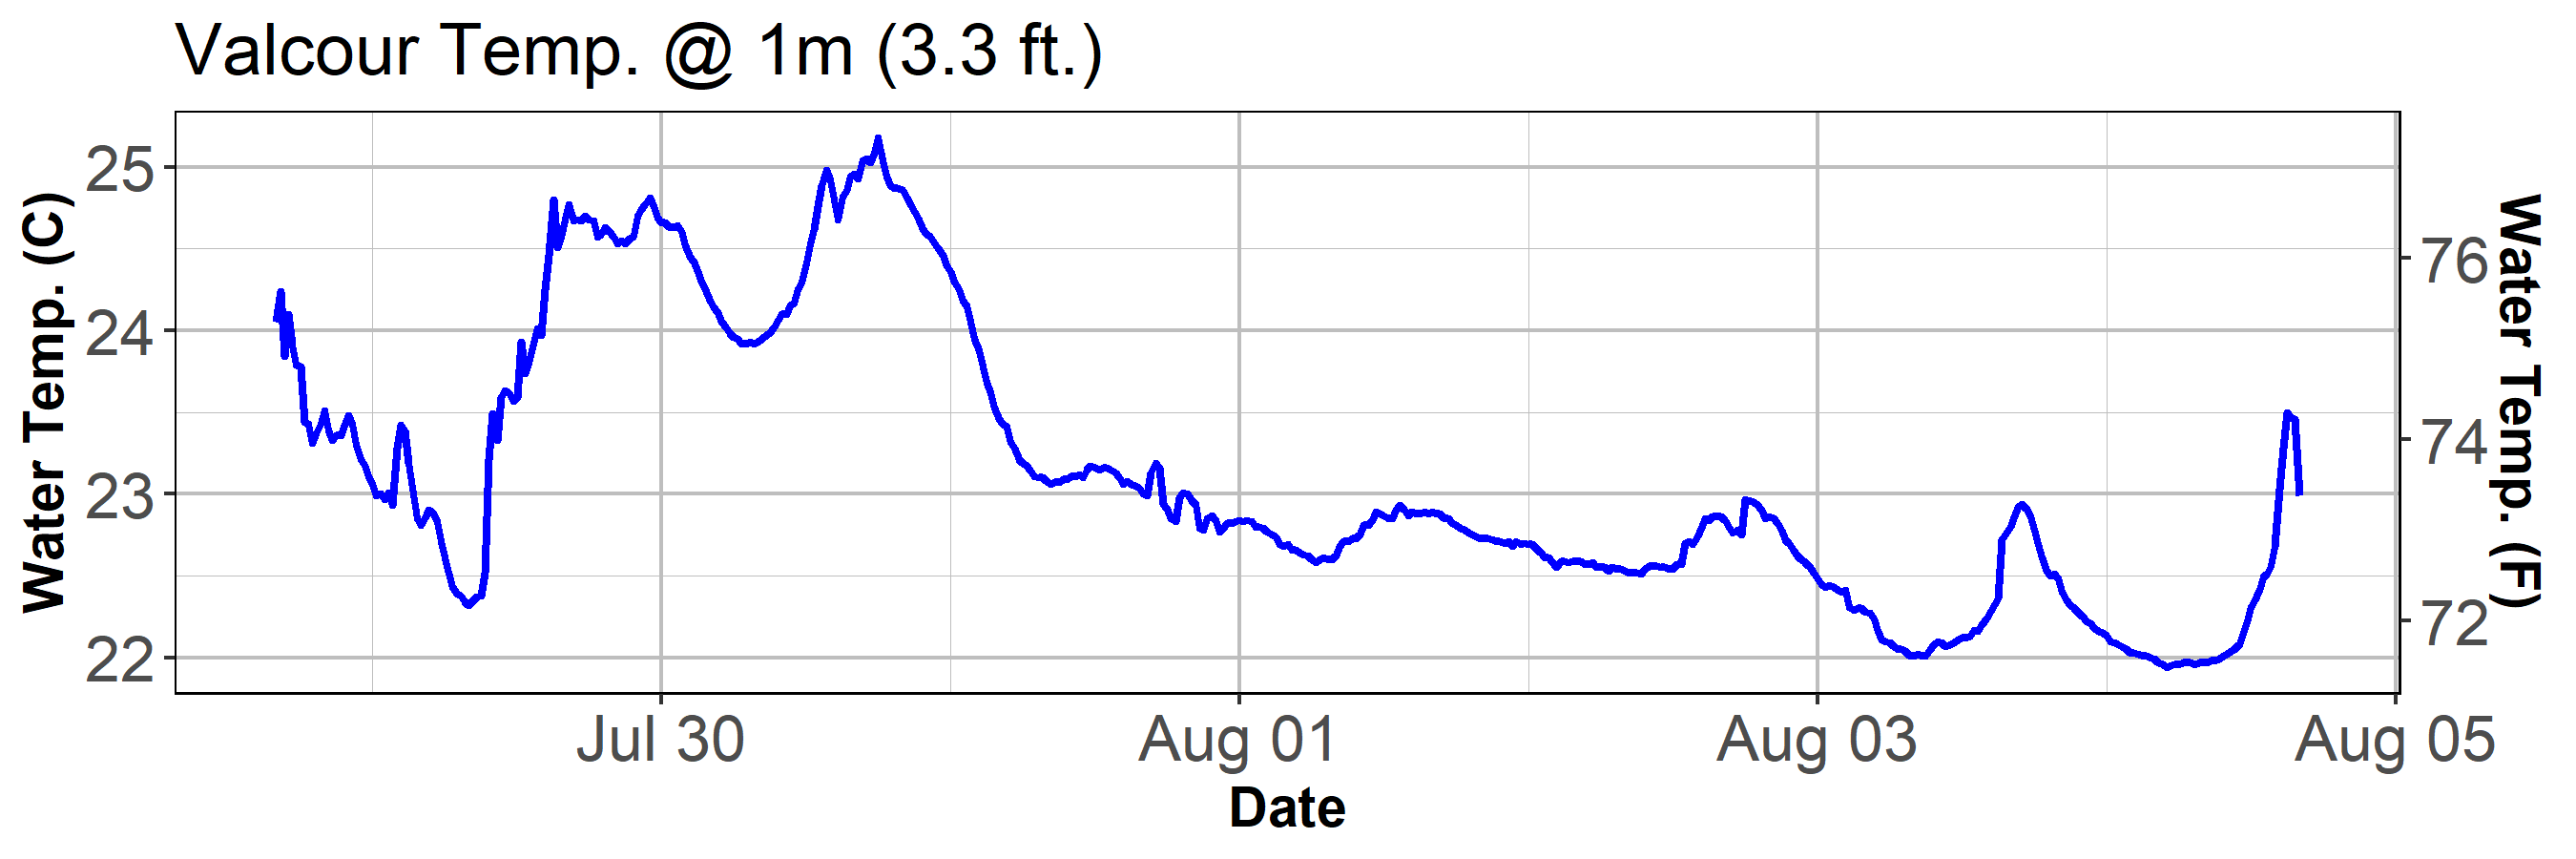 Valcour Temp. @ 1m (3.3 ft.)
Water Temp. (C)
25
24
23
22
76
74
72
Water Temp. (F)
Jul 30
Aug 01
Aug 03
Aug 05
Date